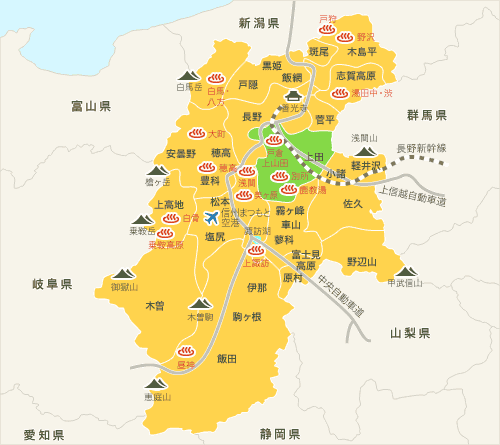 新潟県
戸狩
野沢
斑尾
木島平
黒姫
飯網
志賀高原
白馬岳
白馬・
八方
戸隠
湯田中・渋
善光寺
富山県
長野
菅平
群馬県
大町
浅間山
長野新幹線
安曇野
穂高
戸倉
上山田
上田
軽井沢
穂高
浅間
別所
小諸
槍ヶ岳
豊科
美ヶ原
鹿教湯
上信越自動車道
上高地
松本
霧ヶ峰
佐久
白骨
信州まつもと
空港
車山
乗鞍岳
塩尻
諏訪湖
蓼科
乗鞍高原
上諏訪
富士見
高原
野辺山
御嶽山
原村
甲武信山
岐阜県
伊那
中央自動車道
木曽
木曽駒
駒ヶ根
山梨県
昼神
飯田
恵庭山
愛知県
静岡県